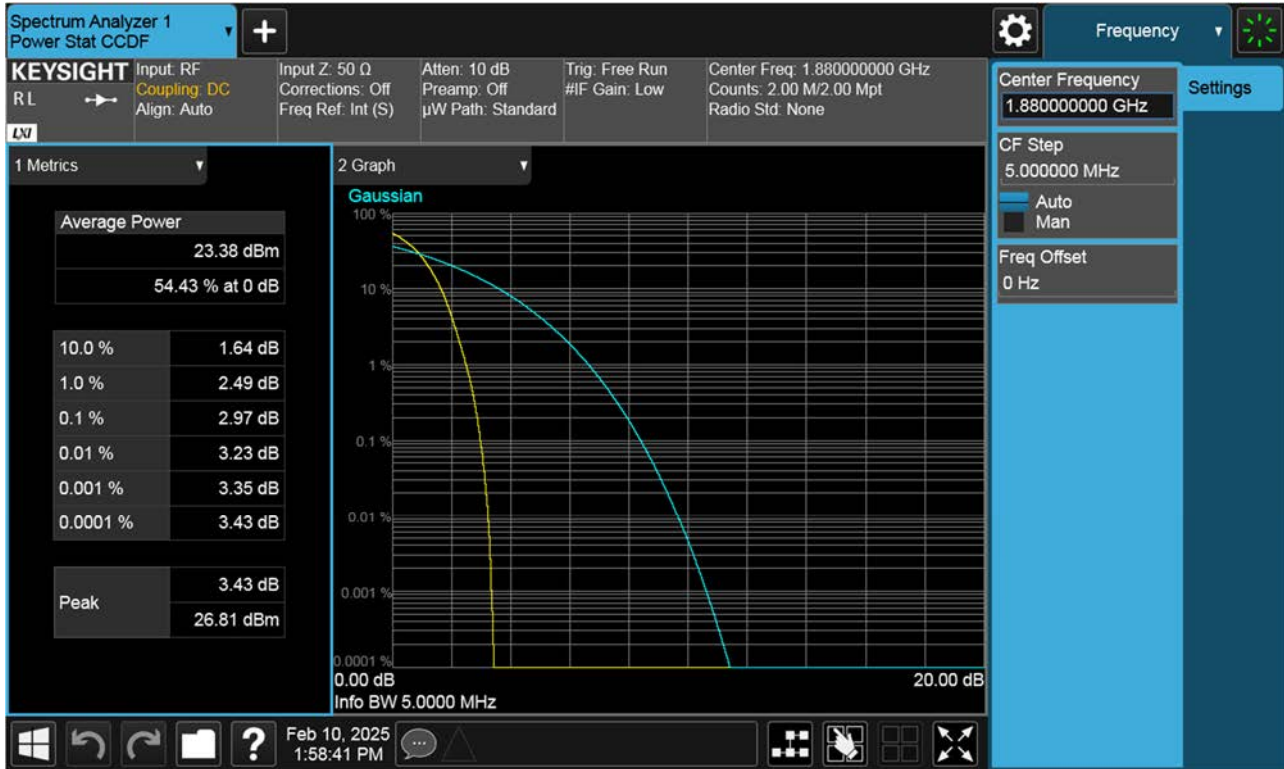 Spectrum Analyzer 1
Power Stat CCDF
+
Frequency
KEYSIGHT
RL
LXI
Input: RF
Coupling: DC
Align: Auto
Input Z: 50 Ω
Corrections: Off
Freq Ref: Int (S)
Atten: 10 dB
Preamp: Off
µW Path: Standard
Trig: Free Run
#IF Gain: Low
Center Freq: 1.880000000 GHz
Counts: 2.00 M/2.00 Mpt
Radio Std: None
Center Frequency
1.880000000 GHz
Settings
CF Step
5.000000 MHz
Auto
Man
Freq Offset
0 Hz
1 Metrics
Average Power
23.38 dBm
54.43 % at 0 dB
10.0 % 1.64 dB
1.0 % 2.49 dB
0.1 % 2.97 dB
0.01 % 3.23 dB
0.001 % 3.35 dB
0.0001 % 3.43 dB
Peak
3.43 dB
26.81 dBm
2 Graph
Gaussian
100 %
10 %
1 %
0.1 %
0.01 %
0.001 %
0.0001 %
0.00 dB 20.00 dB
Info BW 5.0000 MHz
?
Feb 10, 2025
1:58:41 PM